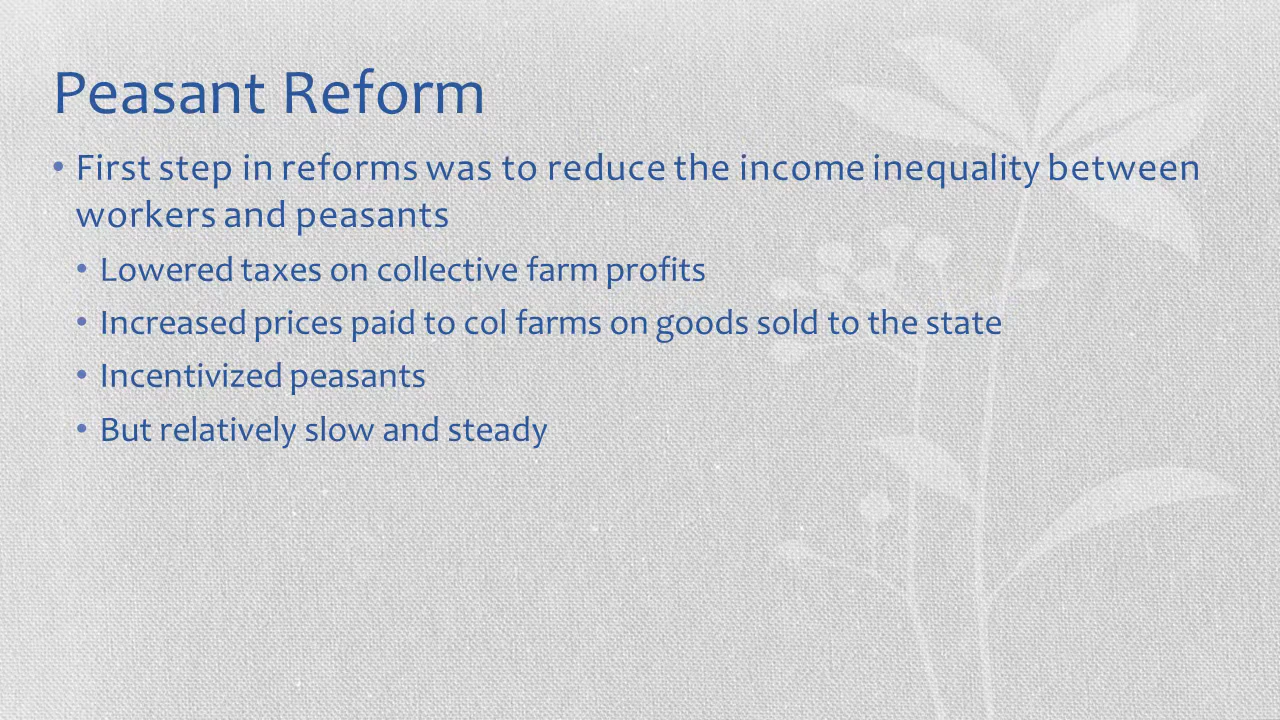 Peasant Reform
• First step in reforms was to reduce the income inequality between
workers and peasants
• Lowered taxes on collective farm profits
• Increased prices paid to col farms on goods sold to the state
• Incentivized peasants
• But relatively slow and steady